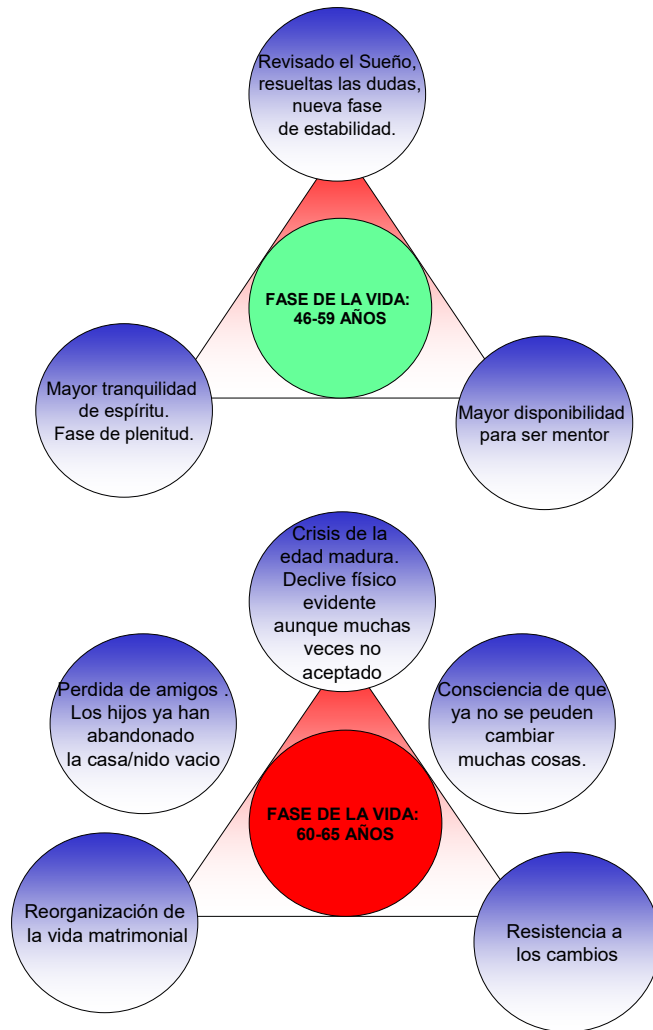 Revisado el Sueño,
resueltas las dudas,
nueva fase
de estabilidad.
FASE DE LA VIDA:
46-59 AÑOS
Mayor tranquilidad
de espíritu.
Fase de plenitud.
Mayor disponibilidad
para ser mentor
Crisis de la
edad madura.
Declive físico
evidente
aunque muchas
veces no
aceptado
Perdida de amigos .
Los hijos ya han
abandonado
la casa/nido vacio
Consciencia de que
ya no se peuden
cambiar
muchas cosas.
FASE DE LA VIDA:
60-65 AÑOS
Reorganización de
la vida matrimonial
Resistencia a
los cambios